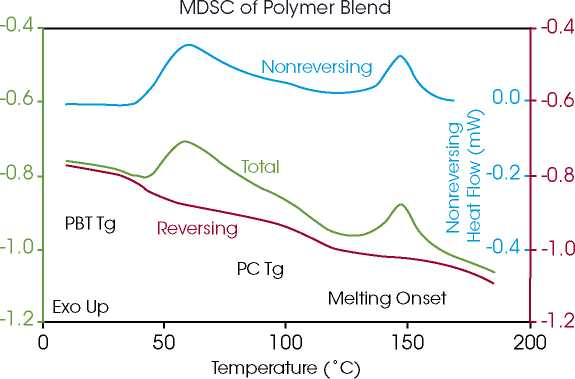 MDSC of Polymer Blend
-0.4
-0.6
-0.8
-1.0
-1.2
Nonreversing
Total
PBT Tg
Reversing
PC Tg
Melting Onset
Exo Up
0.0
-0.2
-0.4
Nonreversing
Heat Flow (mW)
-0.4
-0.6
-0.8
-1.0
-1.2
0
50
100
150
200
Temperature (˚C)